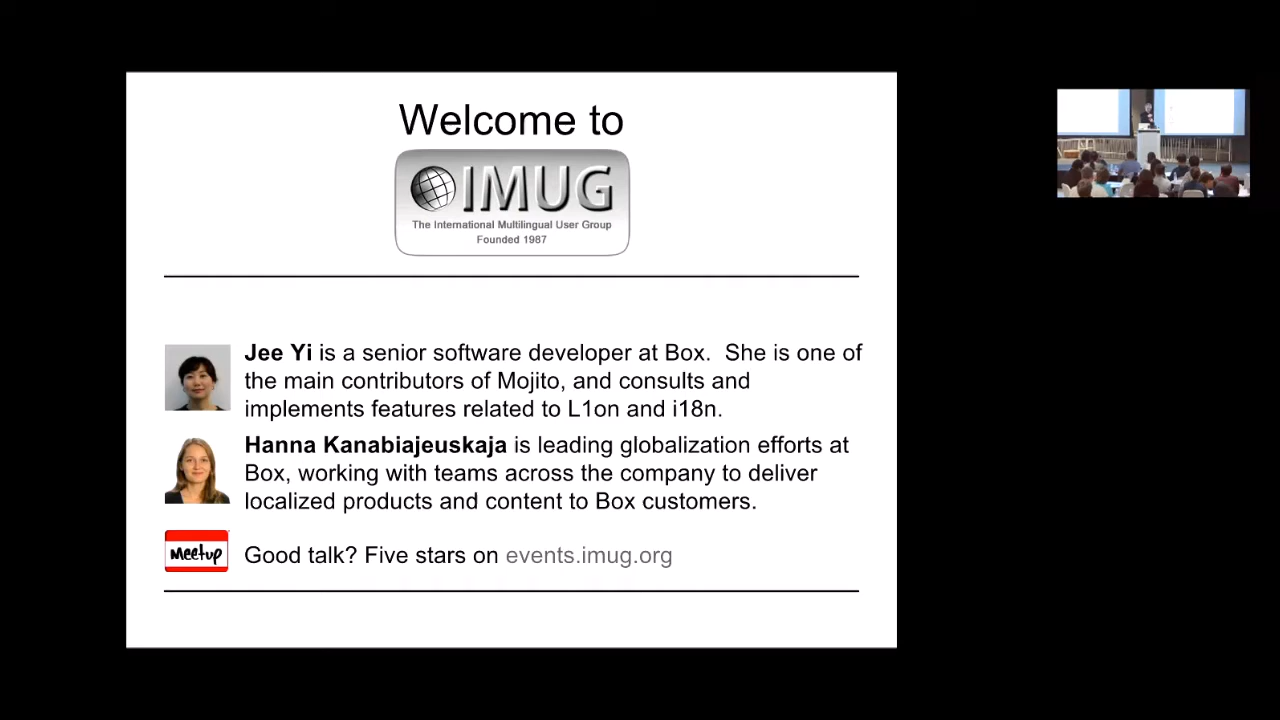 Welcome to
IMUG
The International Multilingual User Group
Founded 1987
Jee Yi is a senior software developer at Box. She is one of
the main contributors of Mojito, and consults and
implements features related to L1on and i18n.
Hanna Kanabiajeuskaja is leading globalization efforts at
Box, working with teams across the company to deliver
localized products and content to Box customers.
Meetup
Good talk? Five stars on events.imug.org